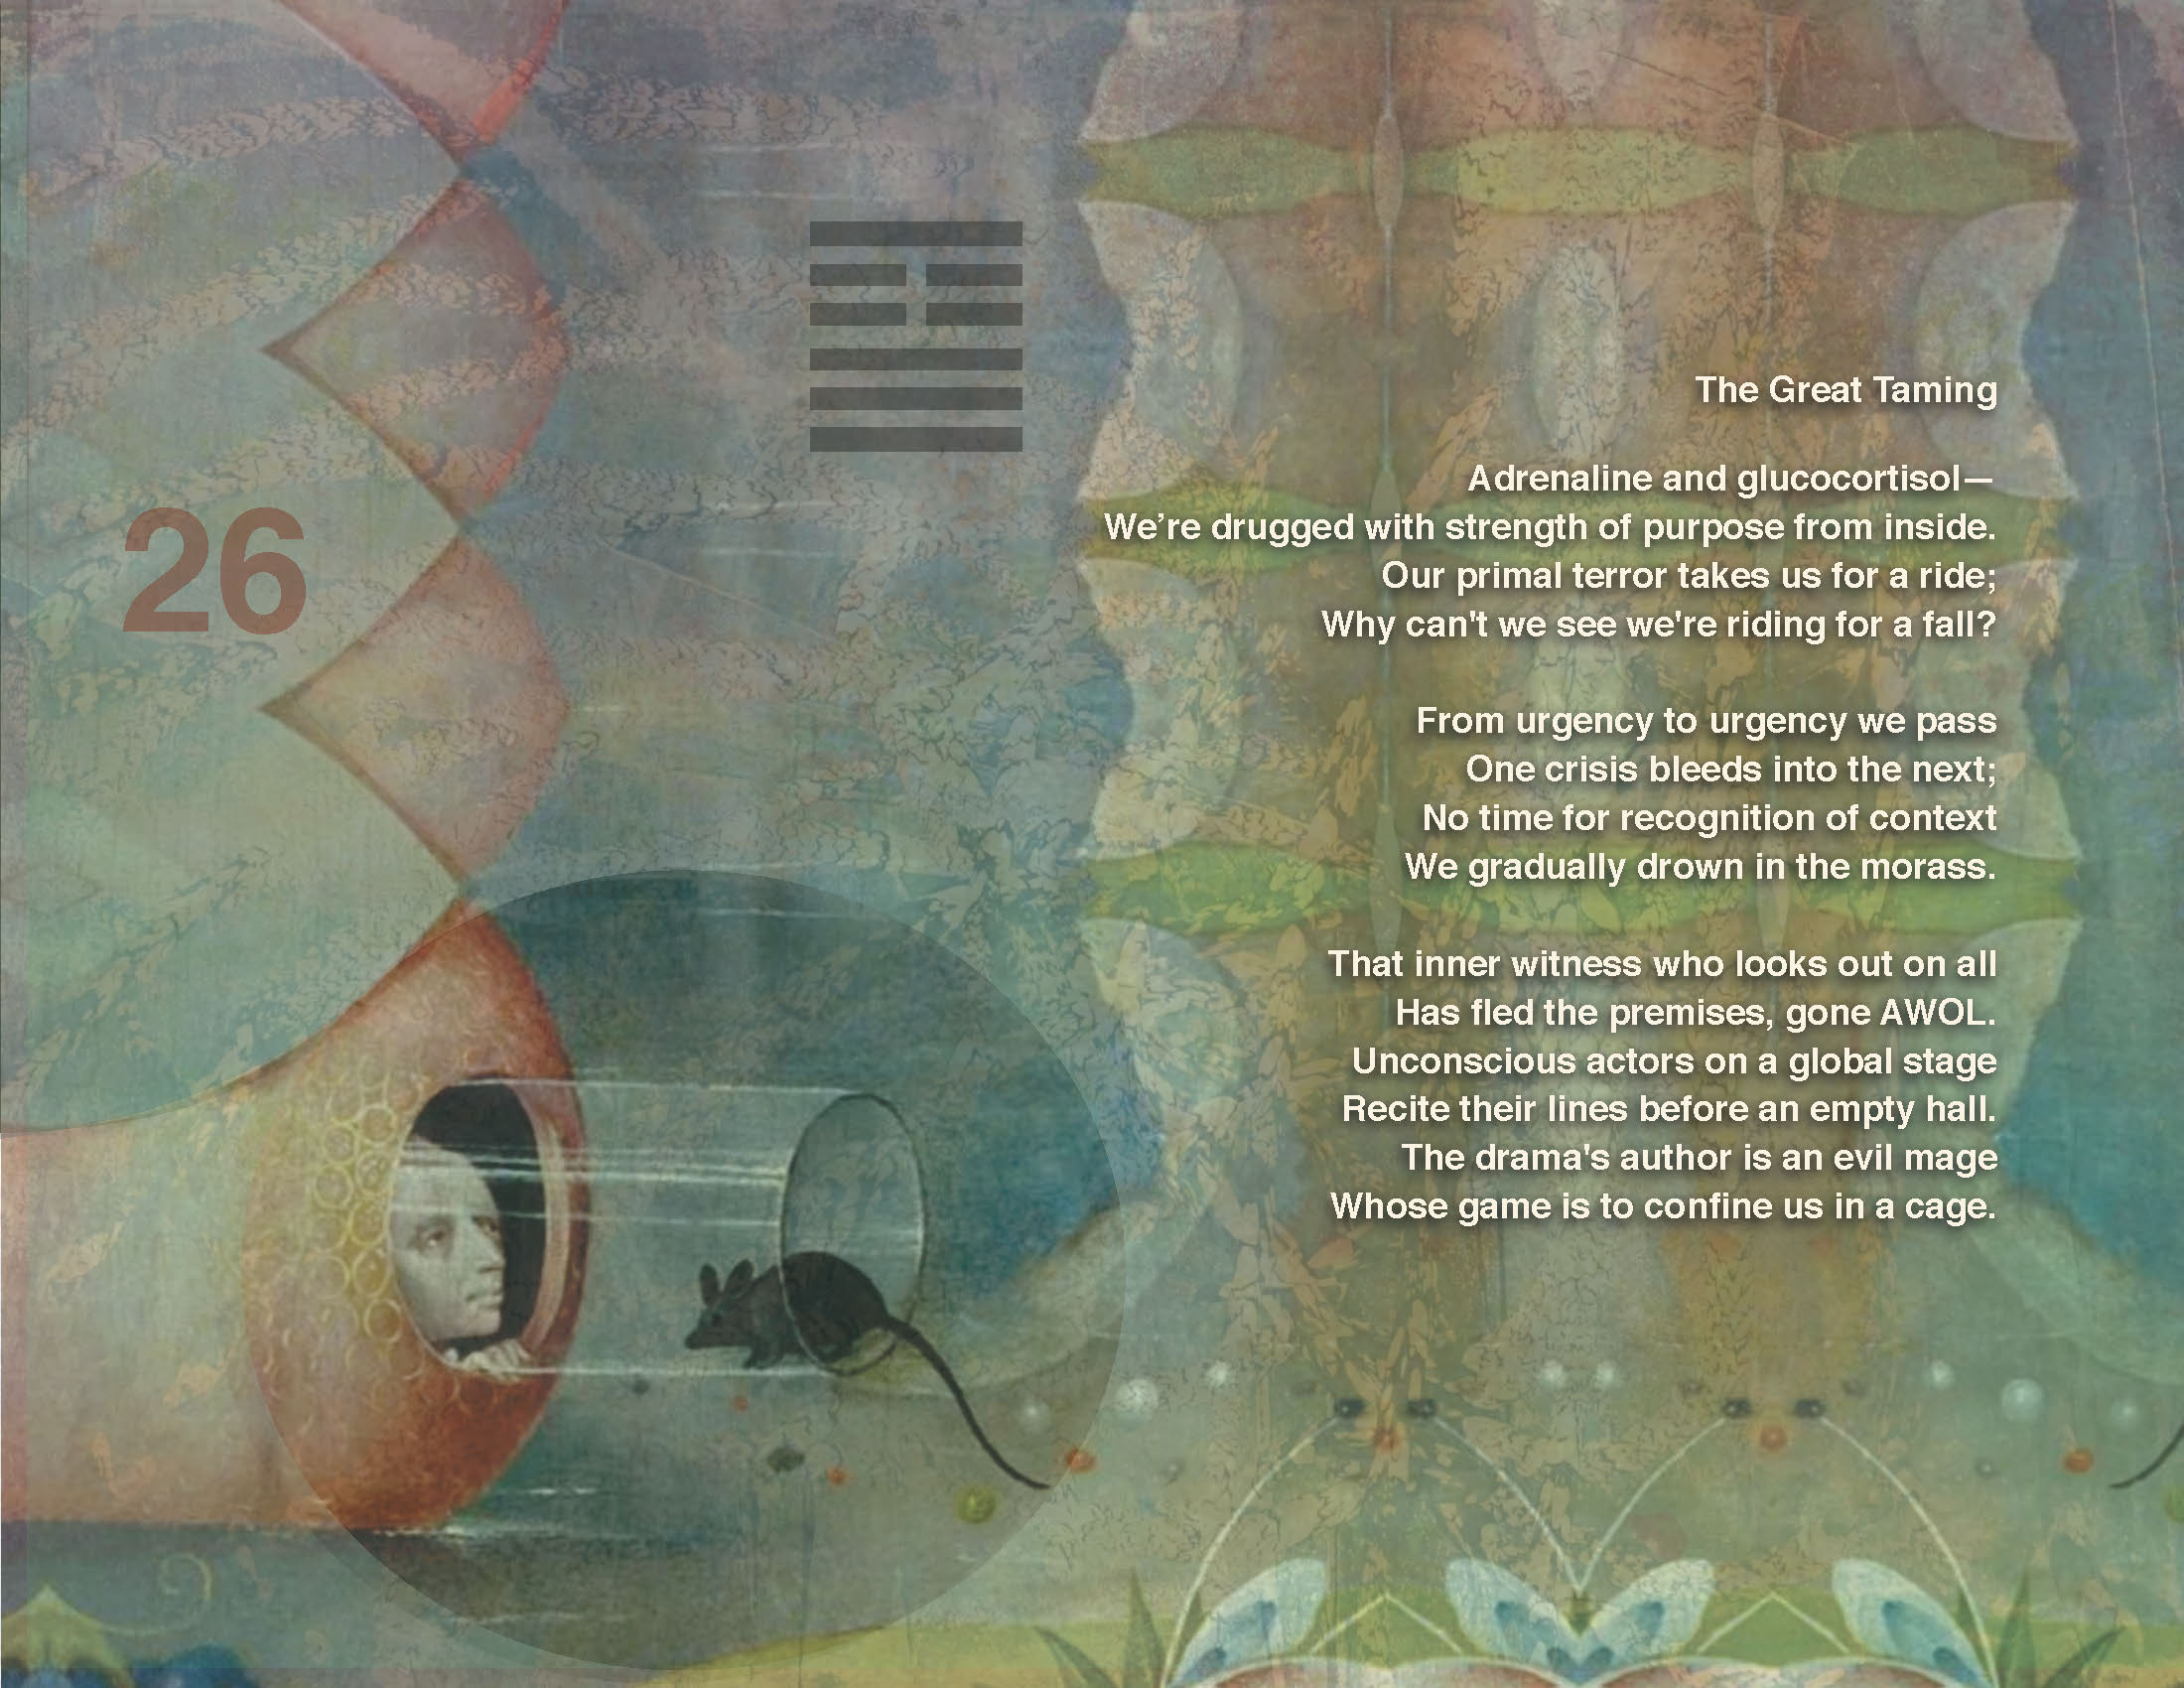 26
The Great Taming
Adrenaline and glucocortisol—
We’re drugged with strength of purpose from inside.
Our primal terror takes us for a ride;
Why can't we see we're riding for a fall?
From urgency to urgency we pass
One crisis bleeds into the next;
No time for recognition of context
We gradually drown in the morass.
That inner witness who looks out on all
Has fled the premises, gone AWOL.
Unconscious actors on a global stage
Recite their lines before an empty hall.
The drama's author is an evil mage
Whose game is to confine us in a cage.